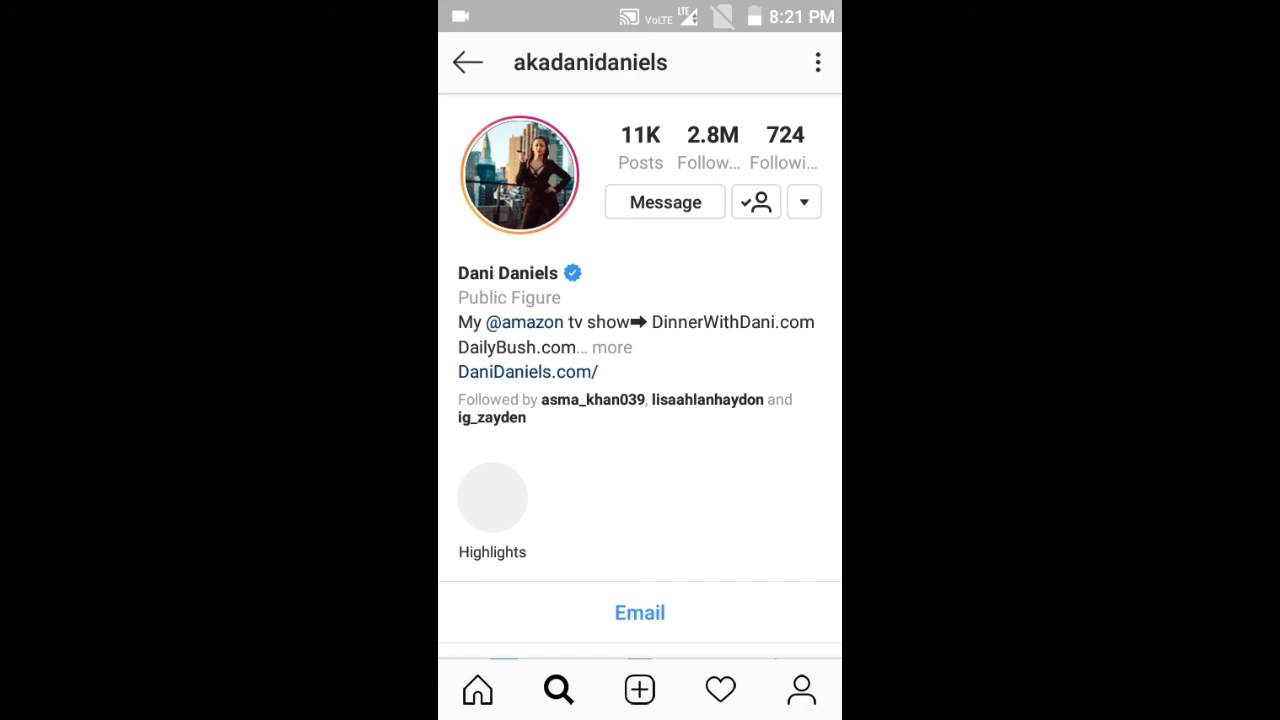 VoLTE LTE 8:21 PM
akadanidaniels
11K 2.8M 724
Posts Follow... Followi...
Message
Dani Daniels
Public Figure
My @amazon tv show➡ DinnerWithDani.com
DailyBush.com... more
DaniDaniels.com/
Followed by asma_khan039, lisaahlanhaydon and
ig_zayden
Highlights
Email